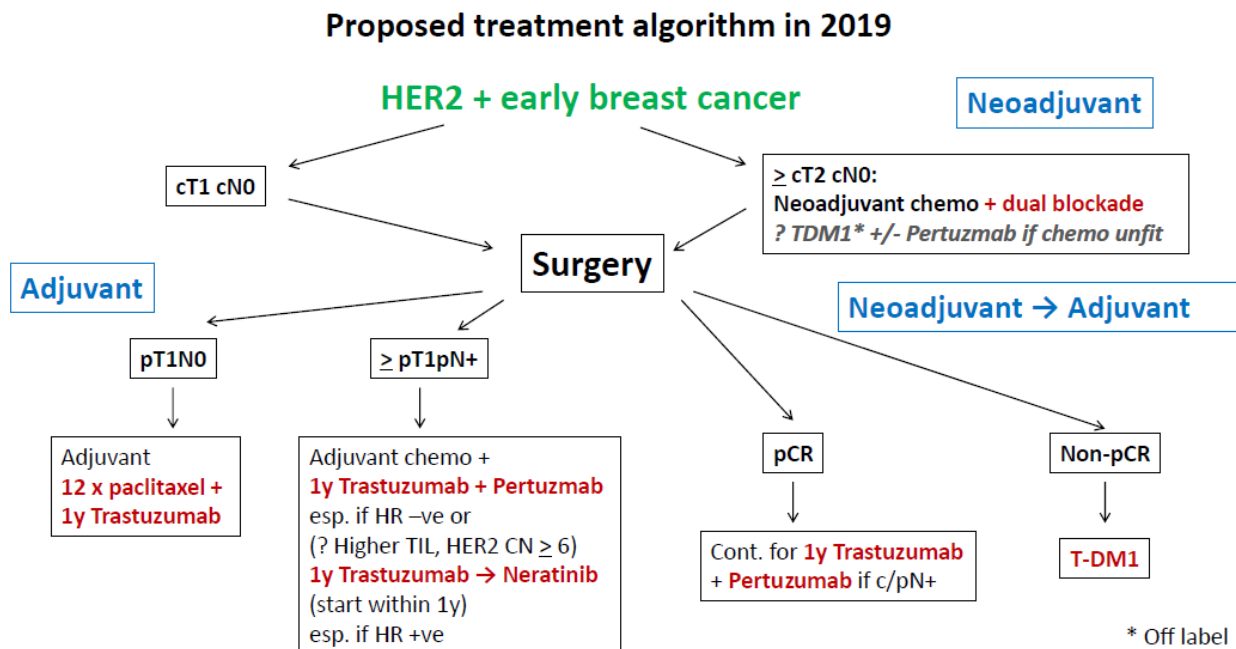 Proposed treatment algorithm in 2019
HER2 + early breast cancer
Neoadjuvant
cT1 cN0
≥ cT2 cN0:
Neoadjuvant chemo + dual blockade
? TDM1* +/- Pertuzmab if chemo unfit
Surgery
Adjuvant
Neoadjuvant → Adjuvant
pT1N0
≥ pT1pN+
Adjuvant
12 x paclitaxel +
1y Trastuzumab
Adjuvant chemo +
1y Trastuzumab + Pertuzmab
esp. if HR –ve or
(? Higher TIL, HER2 CN ≥ 6)
1y Trastuzumab → Neratinib
(start within 1y)
esp. if HR +ve
pCR
Non-pCR
Cont. for 1y Trastuzumab
+ Pertuzumab if c/pN+
T-DM1
* Off label